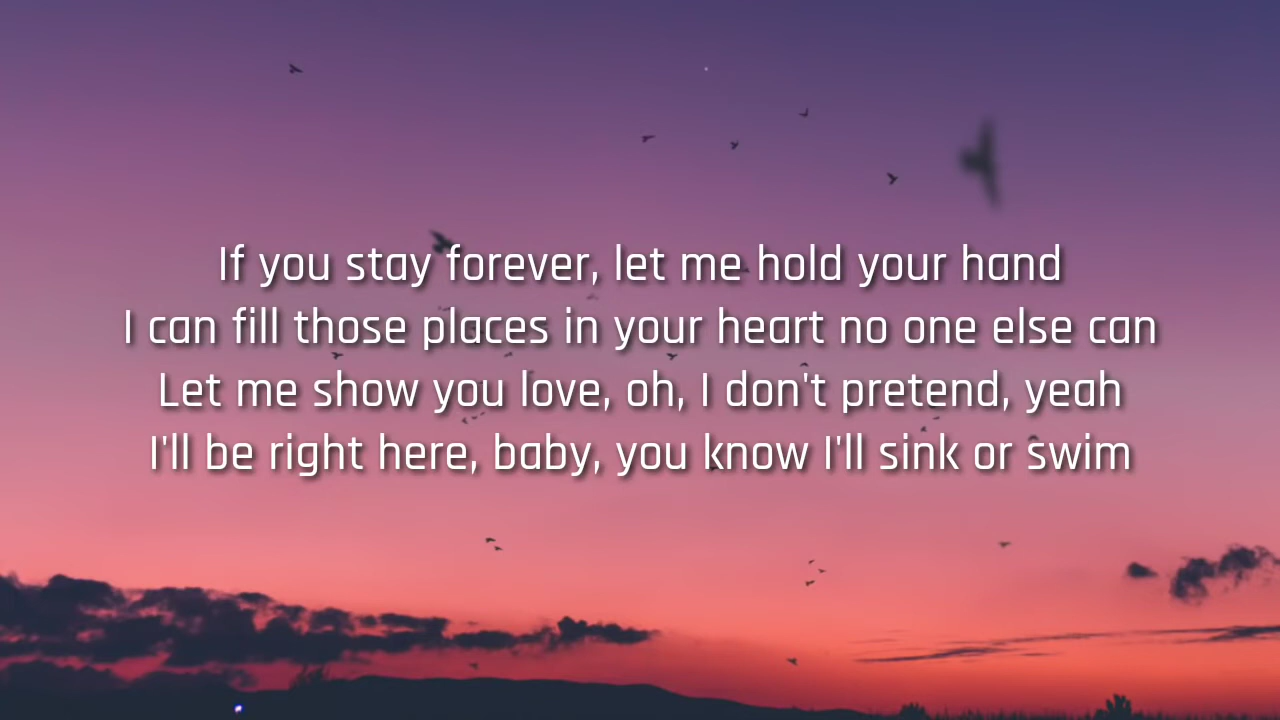 If you stay forever, let me hold your hand
I can fill those places in your heart no one else can
Let me show you love, oh, I don't pretend, yeah
I'll be right here, baby, you know I'll sink or swim